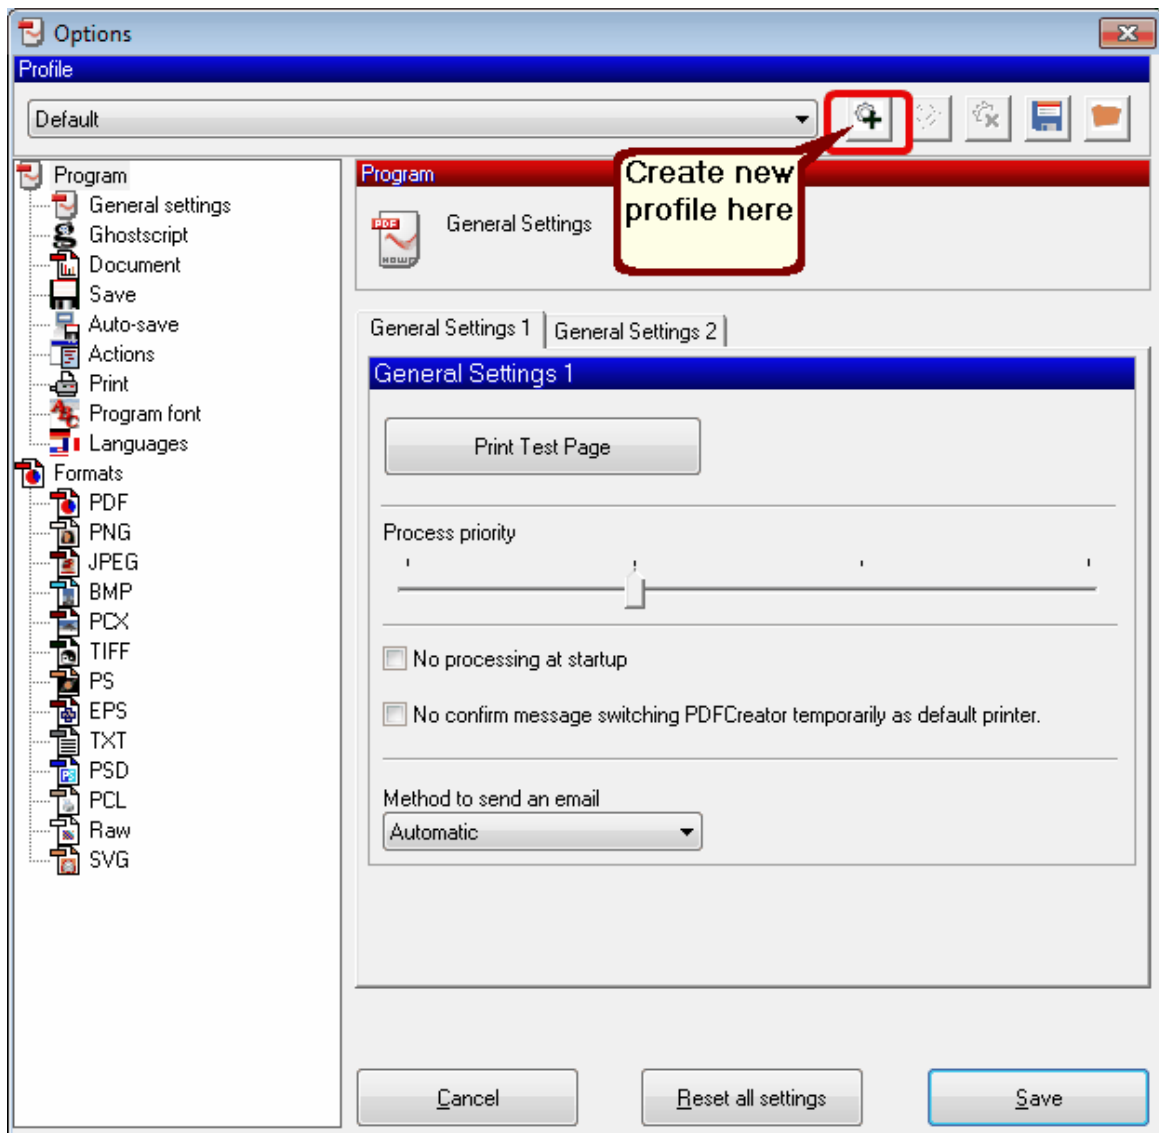 Options
Profile
Default
Create new
profile here
Program
General settings
Ghostscript
Document
Save
Auto-save
Actions
Print
Program font
Languages
Formats
PDF
PNG
JPEG
BMP
PCX
TIFF
PS
EPS
TXT
PSD
PCL
Raw
SVG
Program
PDF
General Settings
General Settings 1
General Settings 2
General Settings 1
Print Test Page
Process priority
No processing at startup
No confirm message switching PDFCreator temporarily as default printer.
Method to send an email
Automatic
Cancel
Reset all settings
Save